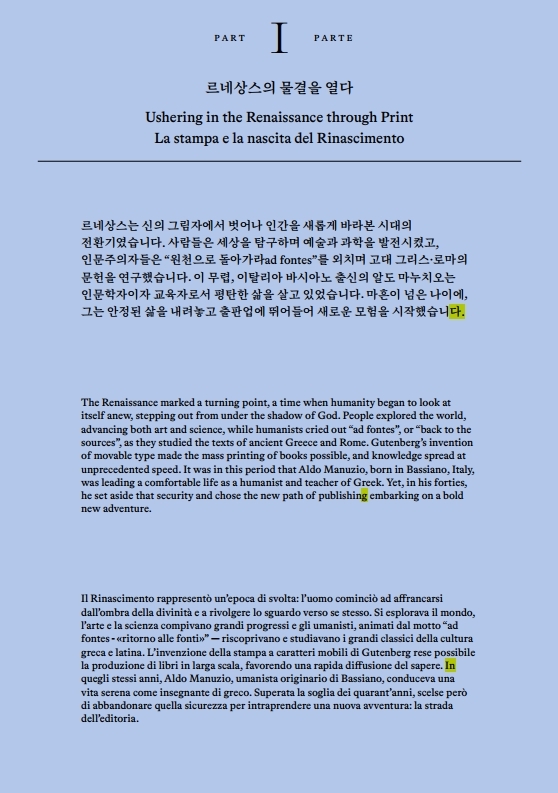 PART I PARTE
르네상스의 물결을 열다
Ushering in the Renaissance through Print
La stampa e la nascita del Rinascimento
르네상스는 신의 그림자에서 벗어나 인간을 새롭게 바라본 시대의
전환기였습니다. 사람들은 세상을 탐구하며 예술과 과학을 발전시켰고,
인문주의자들은 “원천으로 돌아가라ad fontes”를 외치며 고대 그리스·로마의
문헌을 연구했습니다. 이 무렵, 이탈리아 바시아노 출신의 알도 마누치오는
인문학자이자 교육자로서 평탄한 삶을 살고 있었습니다. 마흔이 넘은 나이에,
그는 안정된 삶을 내려놓고 출판업에 뛰어들어 새로운 모험을 시작했습니다.
The Renaissance marked a turning point, a time when humanity began to look at
itself anew, stepping out from under the shadow of God. People explored the world,
advancing both art and science, while humanists cried out “ad fontes”, or “back to the
sources”, as they studied the texts of ancient Greece and Rome. Gutenberg’s invention
of movable type made the mass printing of books possible, and knowledge spread at
unprecedented speed. It was in this period that Aldo Manuzio, born in Bassiano, Italy,
was leading a comfortable life as a humanist and teacher of Greek. Yet, in his forties,
he set aside that security and chose the new path of publishing embarking on a bold
new adventure.
Il Rinascimento rappresentò un’epoca di svolta: l’uomo cominciò ad affrancarsi
dall’ombra della divinità e a rivolgere lo sguardo verso se stesso. Si esplorava il mondo,
l’arte e la scienza compivano grandi progressi e gli umanisti, animati dal motto “ad
fontes - «ritorno alle fonti»” — riscoprivano e studiavano i grandi classici della cultura
greca e latina. L’invenzione della stampa a caratteri mobili di Gutenberg rese possibile
la produzione di libri in larga scala, favorendo una rapida diffusione del sapere. In
quegli stessi anni, Aldo Manuzio, umanista originario di Bassiano, conduceva una
vita serena come insegnante di greco. Superata la soglia dei quarant’anni, scelse però
di abbandonare quella sicurezza per intraprendere una nuova avventura: la strada
dell’editoria.